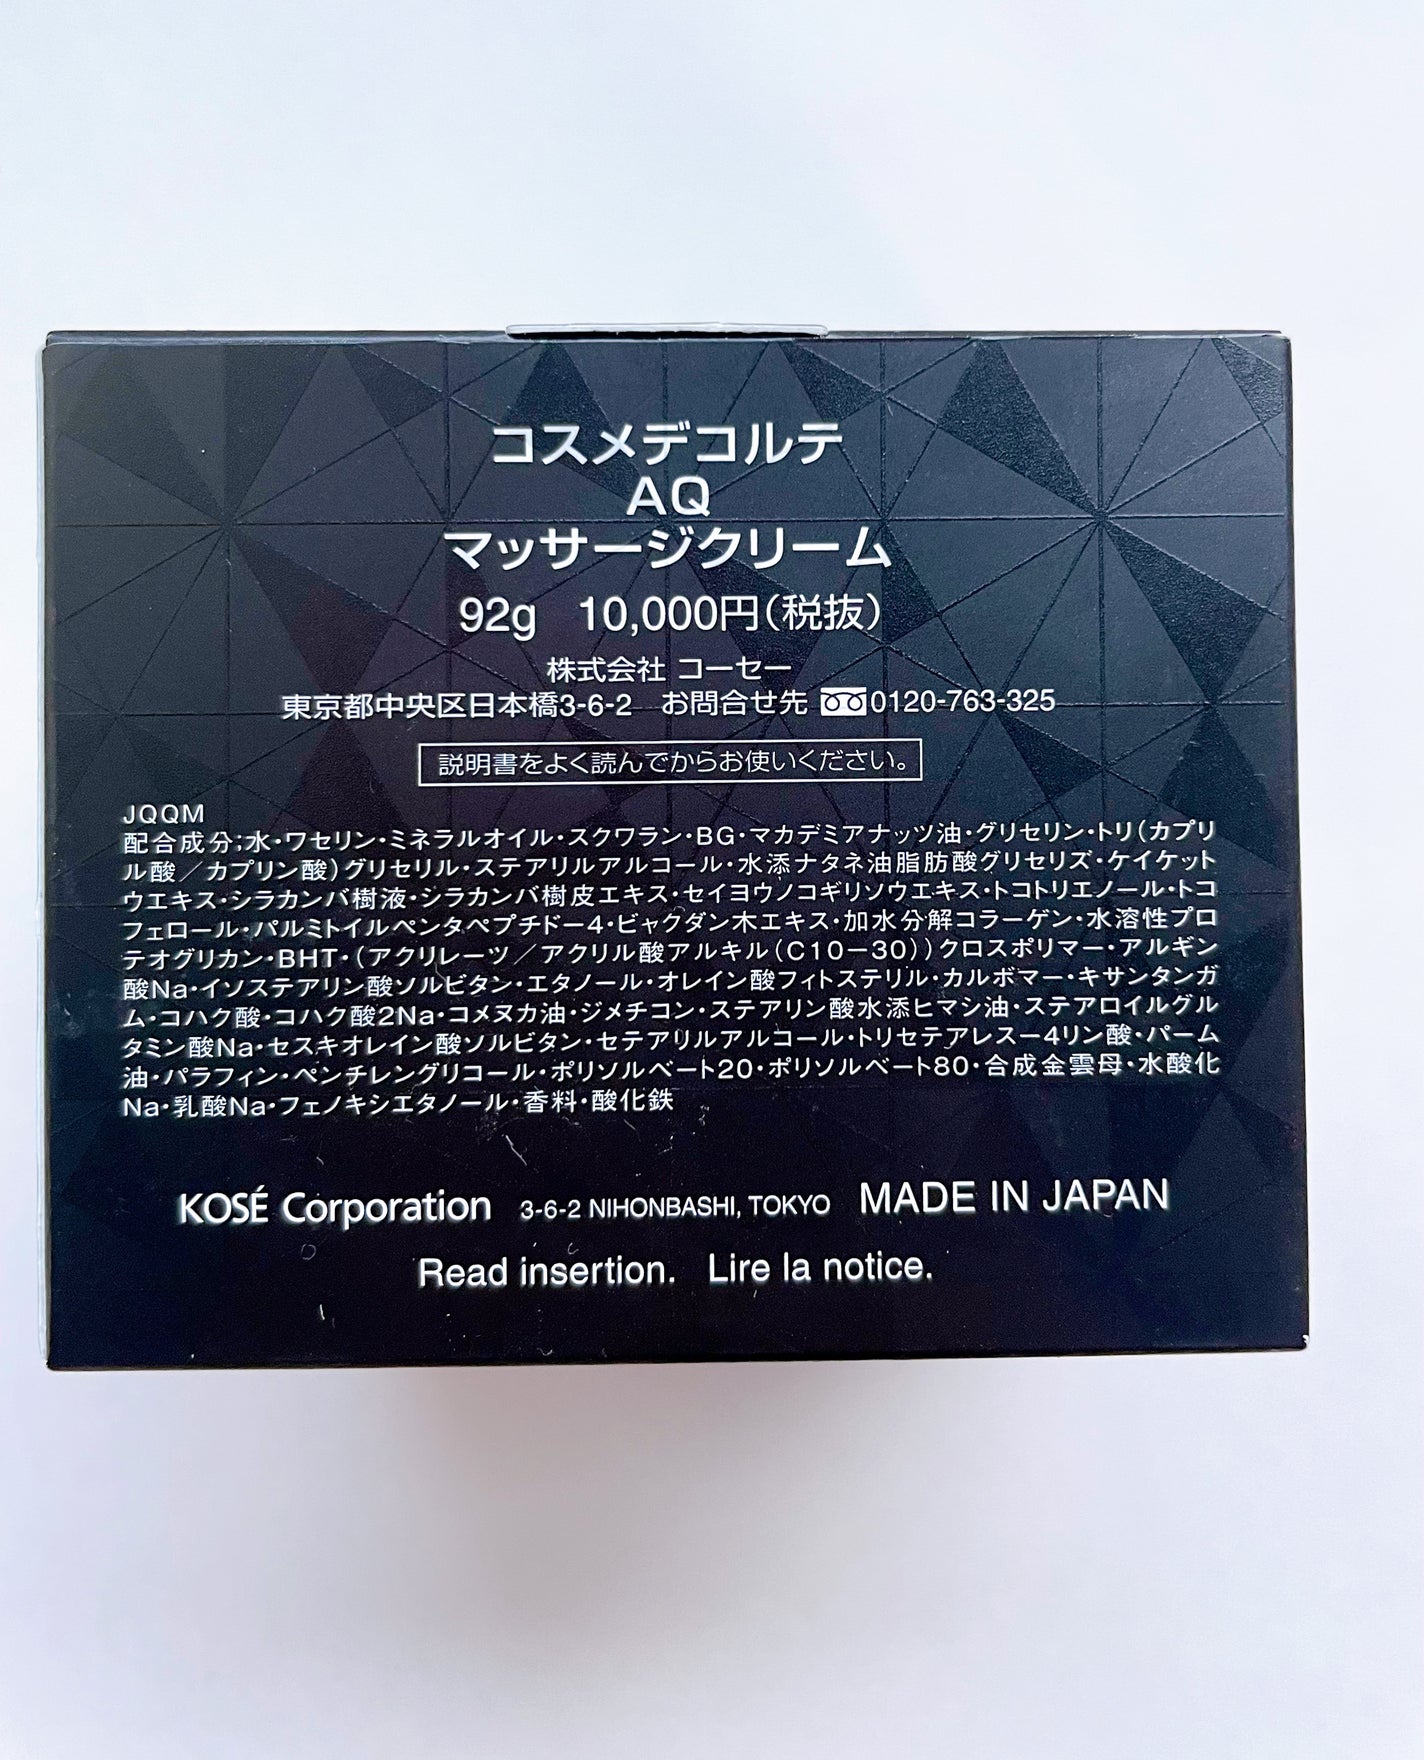 コスメデコルテ
AQ
マッサージクリーム
92g 10,000円(税抜)
株式会社 コーセー
東京都中央区日本橋3-6-2 お問合せ先 0120-763-325
説明書をよく読んでからお使いください。
JQQM
配合成分;水・ワセリン・ミネラルオイル・スクワラン・BG・マカデミアナッツ油・グリセリン・トリ(カプリ
ル酸／カプリン酸)グリセリル・ステアリルアルコール・水添ナタネ油脂肪酸グリセリズ・ケイケット
ウエキス・シラカンバ樹液・シラカンバ樹皮エキス・セイヨウノコギリソウエキス・トコトリエノール・トコ
フェロール・パルミトイルペンタペプチドー4・ビャクダン木エキス・加水分解コラーゲン・水溶性プロ
テオグリカン・BHT・(アクリレーツ／アクリル酸アルキル(C10ー30))クロスポリマー・アルギン
酸Na・イソステアリン酸ソルビタン・エタノール・オレイン酸フィトステリル・カルボマー・キサンタンガ
ム・コハク酸・コハク酸2Na・コメヌカ油・ジメチコン・ステアリン酸水添ヒマシ油・ステアロイルグル
タミン酸Na・セスキオレイン酸ソルビタン・セテアリルアルコール・トリセテアレスー4リン酸・パーム
油・パラフィン・ペンチレングリコール・ポリソルベート20・ポリソルベート80・合成金雲母・水酸化
Na・乳酸Na・フェノキシエタノール・香料・酸化鉄
KOSÉ Corporation 3-6-2 NIHONBASHI, TOKYO MADE IN JAPAN
Read insertion. Lire la notice.